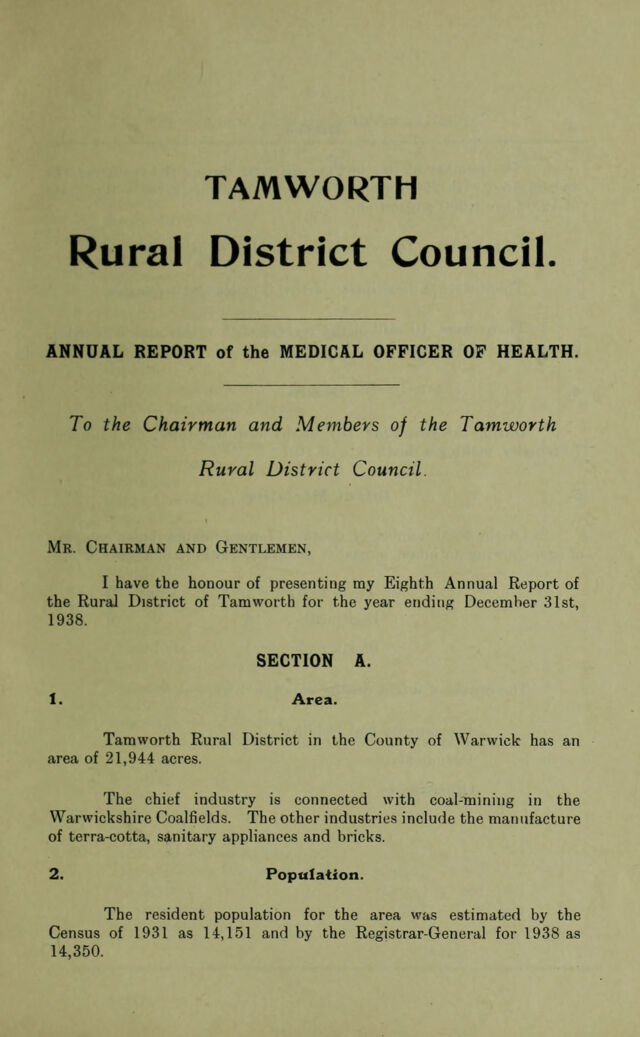 TAMWORTH
Rural District Council.
ANNUAL REPORT of the MEDICAL OFFICER OF HEALTH.
To the Chairman and Members of the Tamworth
Rural District Council.
MR. CHAIRMAN AND GENTLEMEN,
I have the honour of presenting my Eighth Annual Report of
the Rural District of Tamworth for the year ending December 31st,
1938.
SECTION A.
1. Area.
Tamworth Rural District in the County of Warwick has an
area of 21,944 acres.
The chief industry is connected with coal-mining in the
Warwickshire Coalfields. The other industries include the manufacture
of terra-cotta, sanitary appliances and bricks.
2. Population.
The resident population for the area was estimated by the
Census of 1931 as 14,151 and by the Registrar-General for 1938 as
14,350.